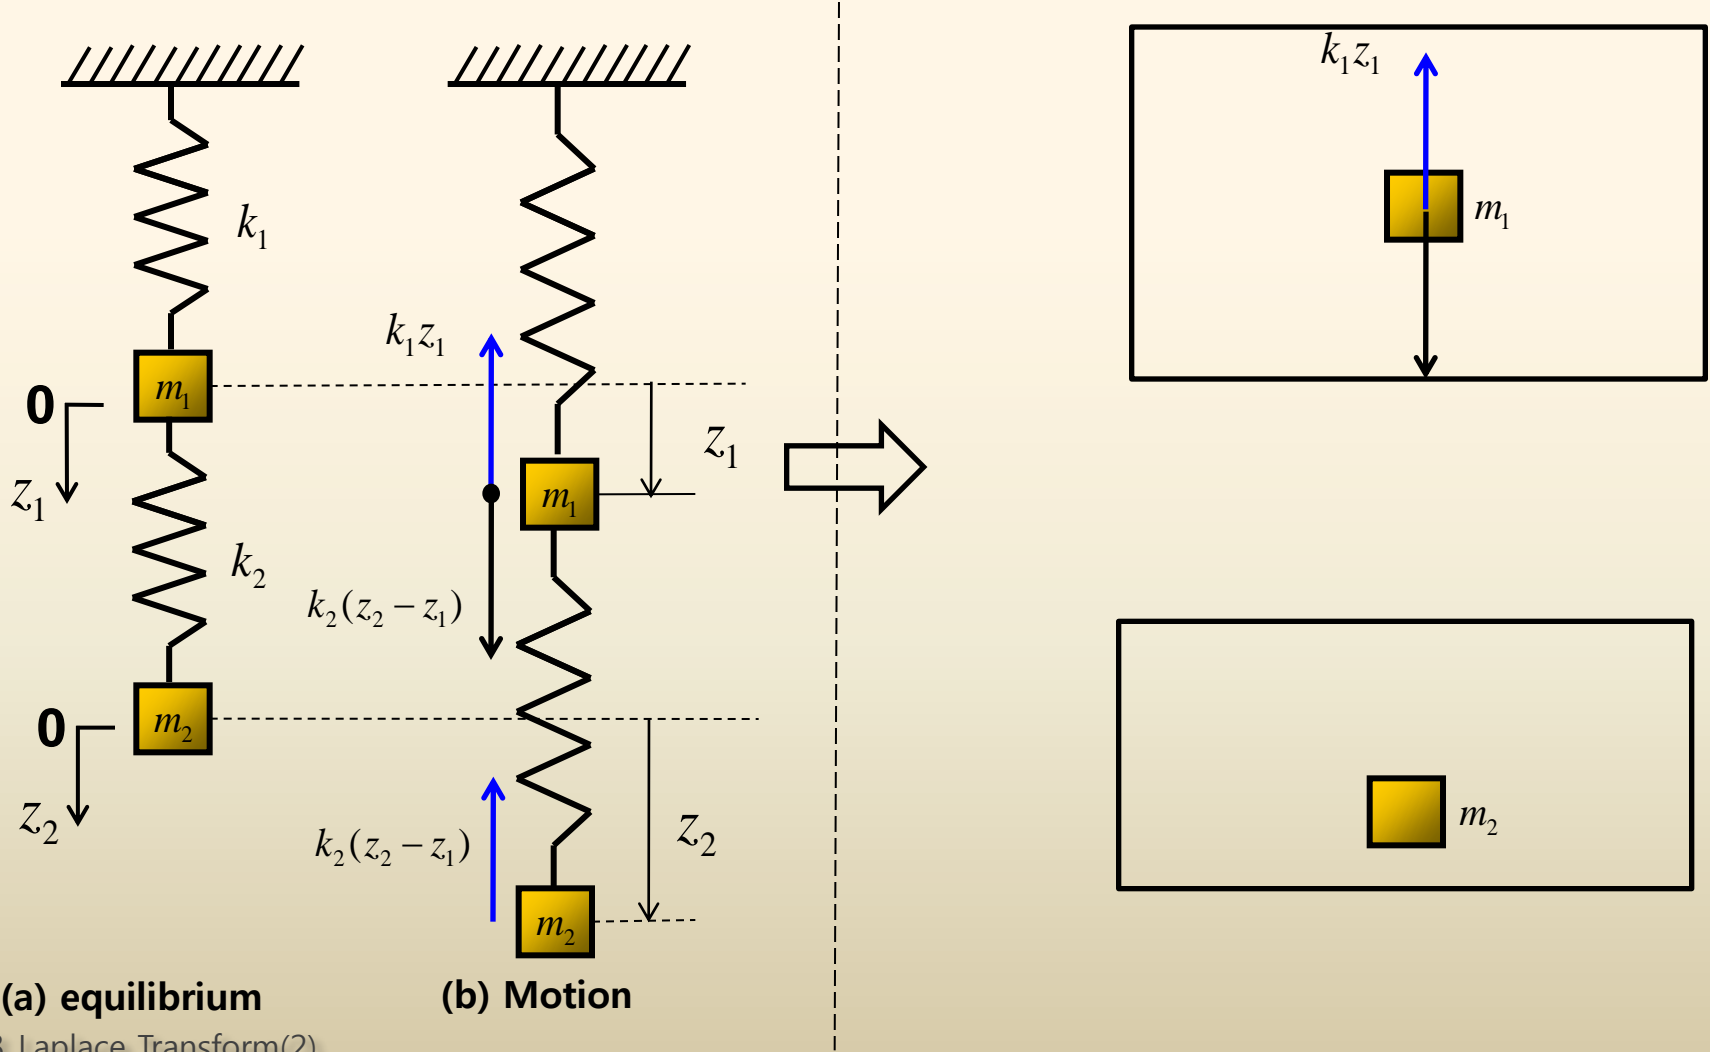 k₁
m₁
0
z₁
k₂
m₂
0
z₂
(a) equilibrium
k₁z₁
z₁
m₁
k₂(z₂ − z₁)
k₂(z₂ − z₁)
z₂
m₂
(b) Motion
k₁z₁
m₁
m₂
Laplace Transform(2)